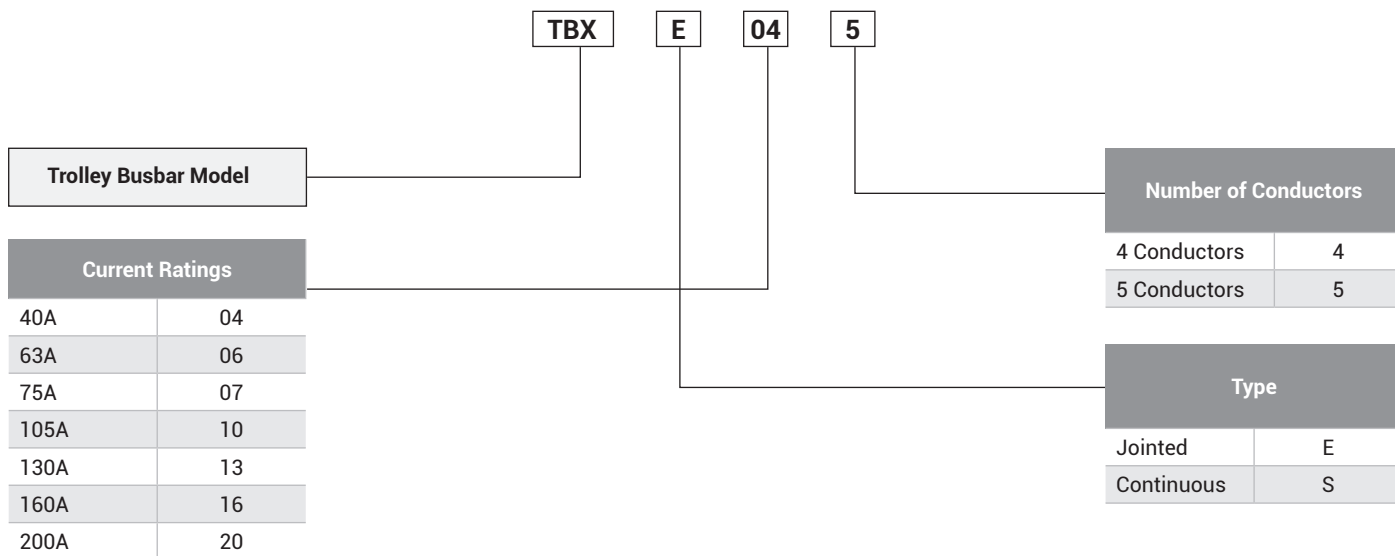 TBX E 04 5
Trolley Busbar Model
Current Ratings
40A 04
63A 06
75A 07
105A 10
130A 13
160A 16
200A 20
Number of Conductors
4 Conductors 4
5 Conductors 5
Type
Jointed E
Continuous S